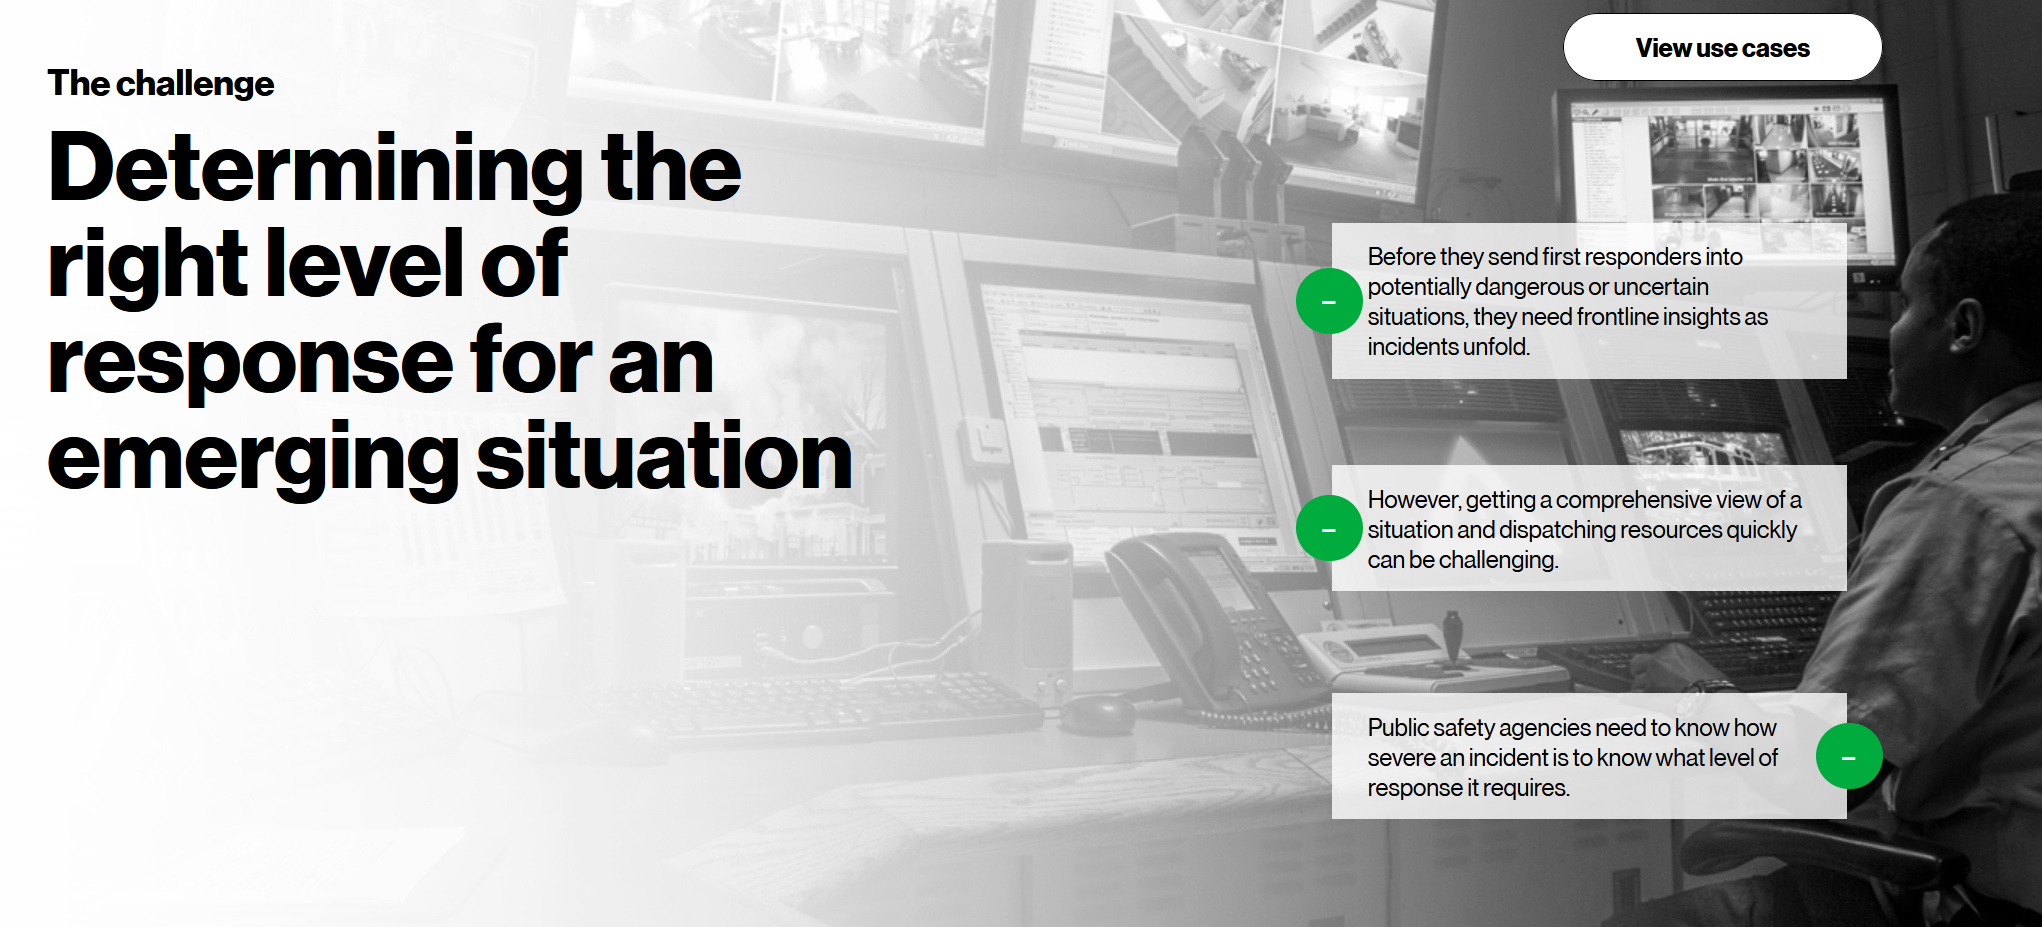 The challenge
Determining the
right level of
response for an
emerging situation
View use cases
Before they send first responders into
potentially dangerous or uncertain
situations, they need frontline insights as
incidents unfold.
However, getting a comprehensive view of a
situation and dispatching resources quickly
can be challenging.
Public safety agencies need to know how
severe an incident is to know what level of
response it requires.